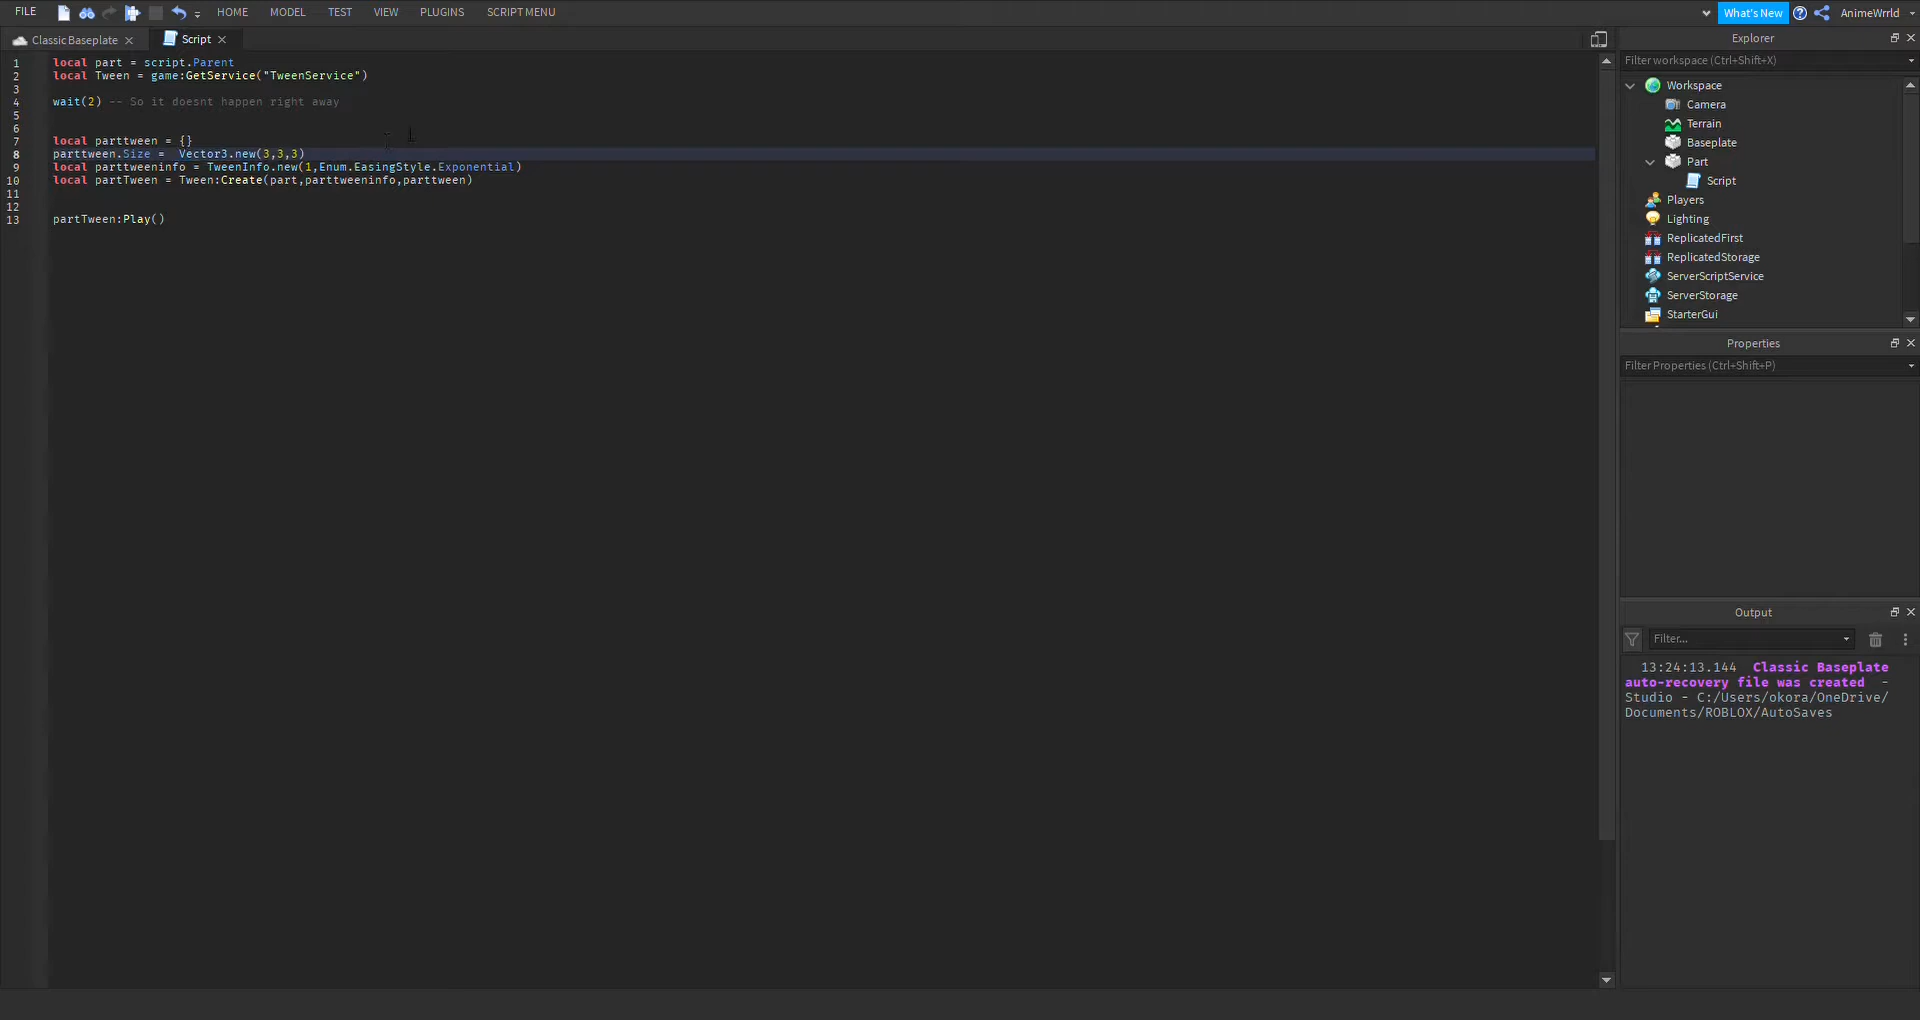 FILE HOME MODEL TEST VIEW PLUGINS SCRIPT MENU What's New AnimeWrrld
Classic Baseplate Script
1 local part = script.Parent
2 local Tween = game:GetService("TweenService")
3
4 wait(2) -- So it doesnt happen right away
5
6
7 local parttween = {}
8 parttween.Size =  Vector3.new(3,3,3)
9 local parttweeninfo = TweenInfo.new(1,Enum.EasingStyle.Exponential)
10 local partTween = Tween:Create(part,parttweeninfo,parttween)
11
12
13 partTween:Play()
Explorer
Filter workspace (Ctrl+Shift+X)
Workspace
Camera
Terrain
Baseplate
Part
Script
Players
Lighting
ReplicatedFirst
ReplicatedStorage
ServerScriptService
ServerStorage
StarterGui
Properties
Filter Properties (Ctrl+Shift+P)
Output
Filter...
13:24:13.144 Classic Baseplate
auto-recovery file was created -
Studio - C:/Users/okora/OneDrive/
Documents/ROBLOX/AutoSaves